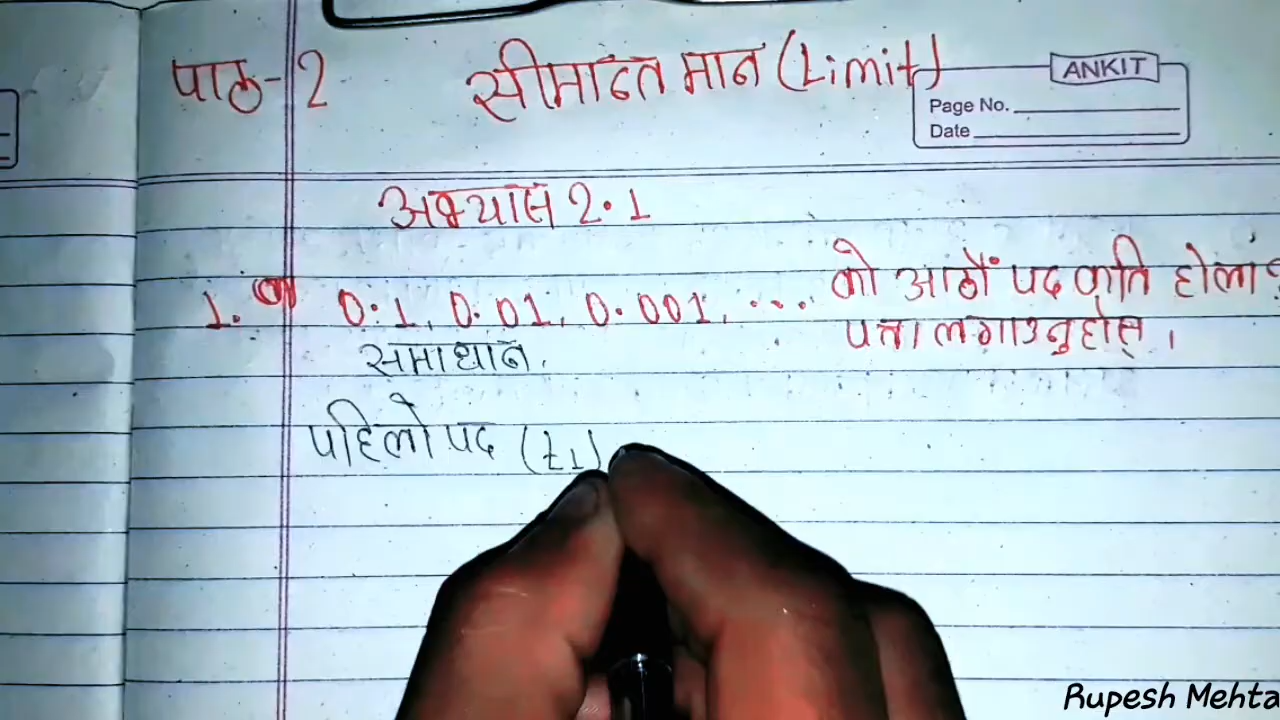 पाठ-2 सीमान्त मान (Limit)
ANKIT
Page No.
Date
अभ्यास 2.1
1. क 0.1, 0.01, 0.001, ... को आठौं पद कति होला ?
पत्ता लगाउनुहोस् ।
समाधान,
पहिलो पद (t1)
Rupesh Mehta